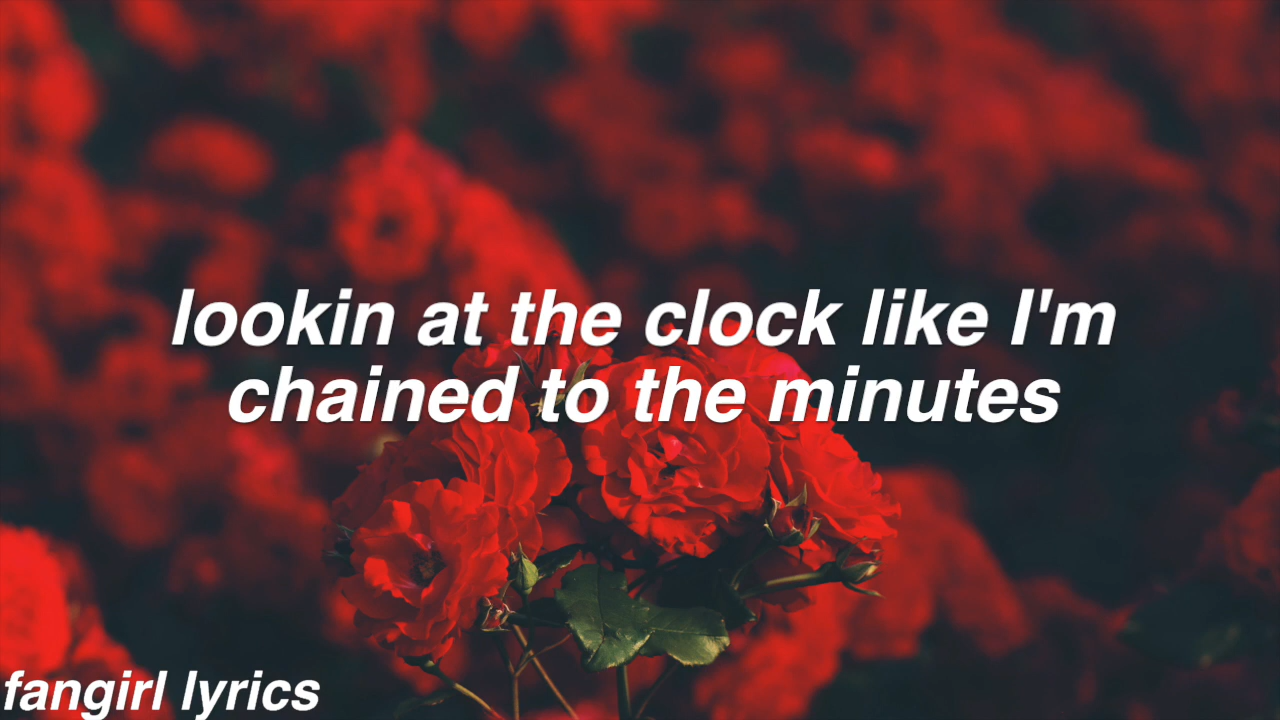 lookin at the clock like I'm
chained to the minutes
fangirl lyrics